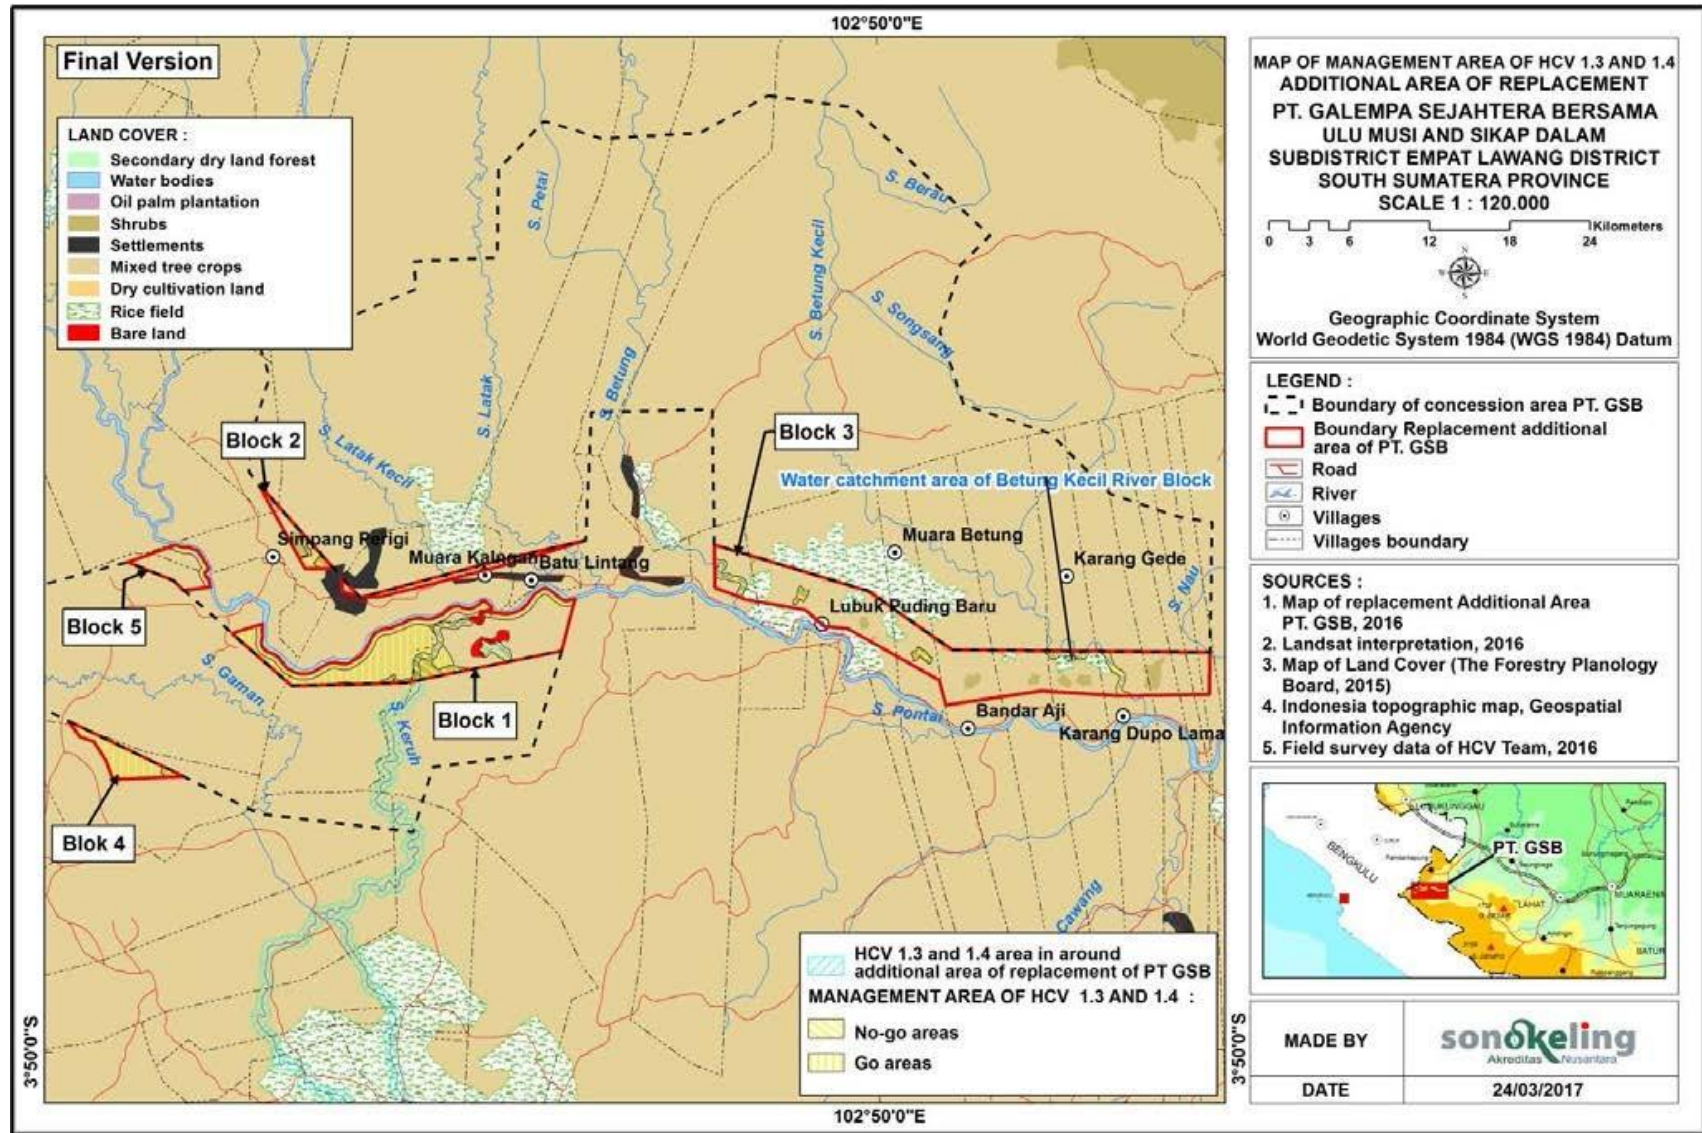 102°50'0"E
Final Version
LAND COVER :
Secondary dry land forest
Water bodies
Oil palm plantation
Shrubs
Settlements
Mixed tree crops
Dry cultivation land
Rice field
Bare land
S. Petai
S. Berau
S. Betung Kecil
S. Songsang
S. Latak
S. Betung
S. Latak Kecil
Block 2
Block 3
Water catchment area of Betung Kecil River Block
Simpang Perigi
Muara Kalngan
Batu Lintang
Muara Betung
Karang Gede
S. Nau
Lubuk Puding Baru
Block 5
S. Gaman
Block 1
S. Keruh
S. Pontai
Bandar Aji
Karang Dupo Lama
Blok 4
Cawang
HCV 1.3 and 1.4 area in around
additional area of replacement of PT GSB
MANAGEMENT AREA OF HCV 1.3 AND 1.4 :
No-go areas
Go areas
3°50'0"S
3°50'0"S
102°50'0"E
MAP OF MANAGEMENT AREA OF HCV 1.3 AND 1.4
ADDITIONAL AREA OF REPLACEMENT
PT. GALEMPA SEJAHTERA BERSAMA
ULU MUSI AND SIKAP DALAM
SUBDISTRICT EMPAT LAWANG DISTRICT
SOUTH SUMATERA PROVINCE
SCALE 1 : 120.000
Kilometers
0 3 6 12 18 24
N
W E
S
Geographic Coordinate System
World Geodetic System 1984 (WGS 1984) Datum
LEGEND :
Boundary of concession area PT. GSB
Boundary Replacement additional
area of PT. GSB
Road
River
Villages
Villages boundary
SOURCES :
1. Map of replacement Additional Area
PT. GSB, 2016
2. Landsat interpretation, 2016
3. Map of Land Cover (The Forestry Planology
Board, 2015)
4. Indonesia topographic map, Geospatial
Information Agency
5. Field survey data of HCV Team, 2016
BENGKULU
PT. GSB
LAHAT
MUARAENA
BATUR
MADE BY
sonokeling
Akreditas Nusantara
DATE
24/03/2017